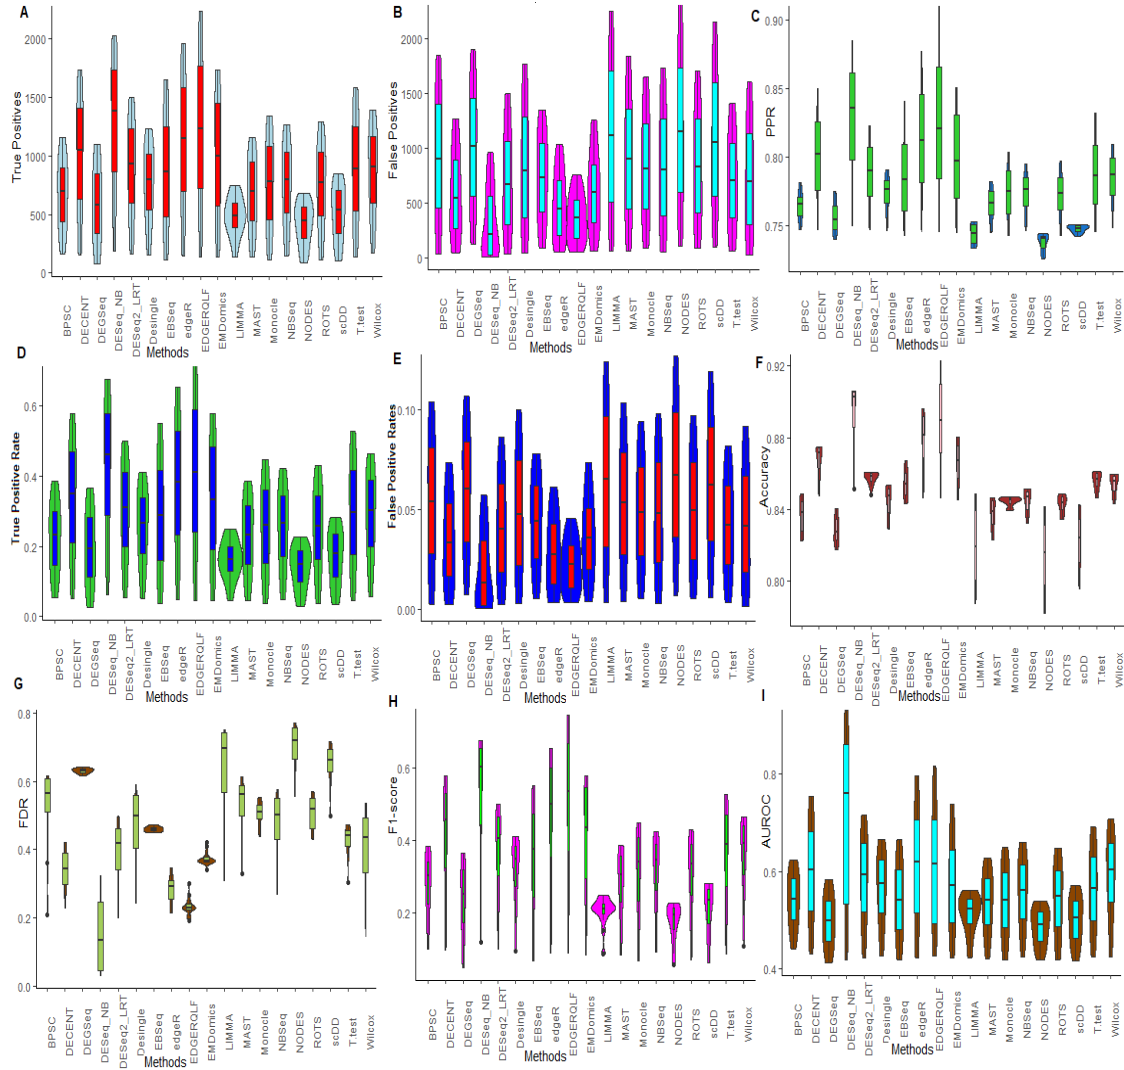 A
True Positives
2000
1500
1000
500
0
BPSC
DECENT
DEGSeq
DESeq_NB
DESeq2_LRT
Desingle
EBSeq
edgeR
EDGERQLF
EMDomics
LIMMA
MAST
Monocle
NBSeq
NODES
ROTS
scDD
T.test
Wilcox
Methods
B
False Positives
2000
1500
1000
500
0
BPSC
DECENT
DEGSeq
DESeq_NB
DESeq2_LRT
Desingle
EBSeq
edgeR
EDGERQLF
EMDomics
LIMMA
MAST
Monocle
NBSeq
NODES
ROTS
scDD
T.test
Wilcox
Methods
C
PPR
0.90
0.85
0.80
0.75
BPSC
DECENT
DEGSeq
DESeq_NB
DESeq2_LRT
Desingle
EBSeq
edgeR
EDGERQLF
EMDomics
LIMMA
MAST
Monocle
NBSeq
NODES
ROTS
scDD
T.test
Wilcox
Methods
D
True Positive Rate
0.6
0.4
0.2
0.0
BPSC
DECENT
DEGSeq
DESeq_NB
DESeq2_LRT
Desingle
EBSeq
edgeR
EDGERQLF
EMDomics
LIMMA
MAST
Monocle
NBSeq
NODES
ROTS
scDD
T.test
Wilcox
Methods
E
False Positive Rates
0.10
0.05
0.00
BPSC
DECENT
DEGSeq
DESeq_NB
DESeq2_LRT
Desingle
EBSeq
edgeR
EDGERQLF
EMDomics
LIMMA
MAST
Monocle
NBSeq
NODES
ROTS
scDD
T.test
Wilcox
Methods
F
Accuracy
0.92
0.88
0.84
0.80
BPSC
DECENT
DEGSeq
DESeq_NB
DESeq2_LRT
Desingle
EBSeq
edgeR
EDGERQLF
EMDomics
LIMMA
MAST
Monocle
NBSeq
NODES
ROTS
scDD
T.test
Wilcox
Methods
G
FDR
0.8
0.6
0.4
0.2
0.0
BPSC
DECENT
DEGSeq
DESeq_NB
DESeq2_LRT
Desingle
EBSeq
edgeR
EDGERQLF
EMDomics
LIMMA
MAST
Monocle
NBSeq
NODES
ROTS
scDD
T.test
Wilcox
Methods
H
F1-score
0.6
0.4
0.2
BPSC
DECENT
DEGSeq
DESeq_NB
DESeq2_LRT
Desingle
EBSeq
edgeR
EDGERQLF
EMDomics
LIMMA
MAST
Monocle
NBSeq
NODES
ROTS
scDD
T.test
Wilcox
Methods
I
AUROC
0.8
0.6
0.4
BPSC
DECENT
DEGSeq
DESeq_NB
DESeq2_LRT
Desingle
EBSeq
edgeR
EDGERQLF
EMDomics
LIMMA
MAST
Monocle
NBSeq
NODES
ROTS
scDD
T.test
Wilcox
Methods